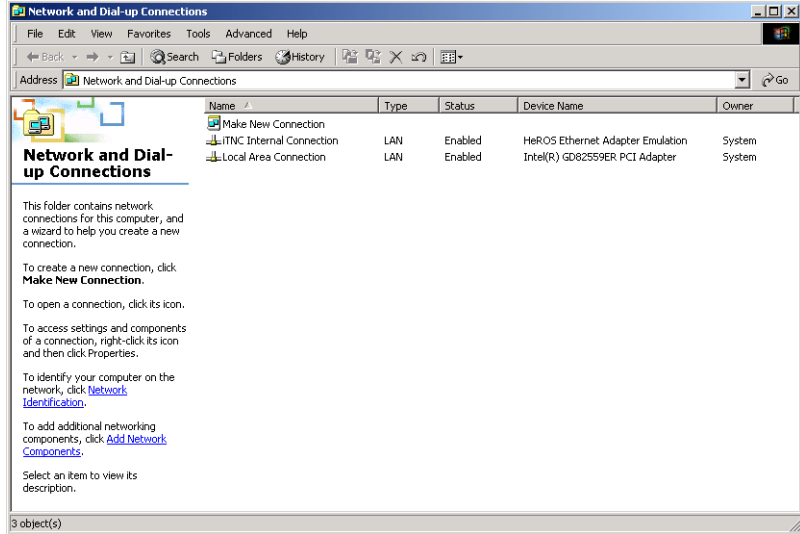 Network and Dial-up Connections
File Edit View Favorites Tools Advanced Help
Back Search Folders History
Address Network and Dial-up Connections Go
Name Type Status Device Name Owner
Make New Connection
iTNC Internal Connection LAN Enabled HeROS Ethernet Adapter Emulation System
Local Area Connection LAN Enabled Intel(R) GD82559ER PCI Adapter System
Network and Dial-
up Connections
This folder contains network
connections for this computer, and
a wizard to help you create a new
connection.
To create a new connection, click
Make New Connection.
To open a connection, click its icon.
To access settings and components
of a connection, right-click its icon
and then click Properties.
To identify your computer on the
network, click Network
Identification.
To add additional networking
components, click Add Network
Components.
Select an item to view its
description.
3 object(s)